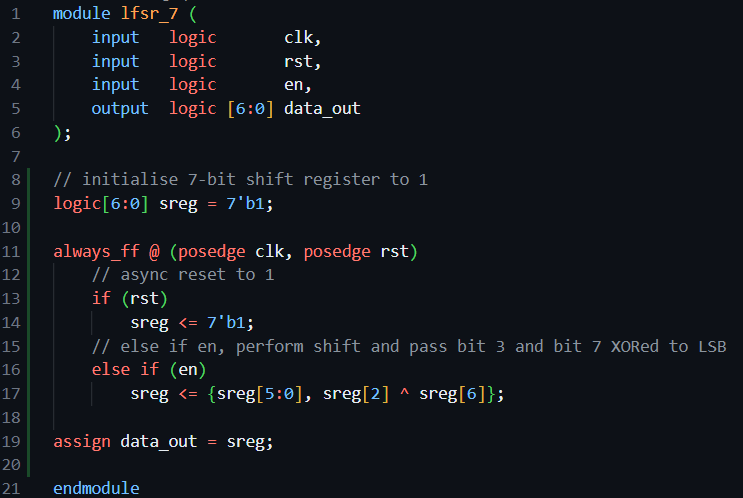 1 module lfsr_7 (
2 input logic clk,
3 input logic rst,
4 input logic en,
5 output logic [6:0] data_out
6 );
7
8 // initialise 7-bit shift register to 1
9 logic[6:0] sreg = 7'b1;
10
11 always_ff @ (posedge clk, posedge rst)
12 // async reset to 1
13 if (rst)
14 sreg <= 7'b1;
15 // else if en, perform shift and pass bit 3 and bit 7 XORed to LSB
16 else if (en)
17 sreg <= {sreg[5:0], sreg[2] ^ sreg[6]};
18
19 assign data_out = sreg;
20
21 endmodule